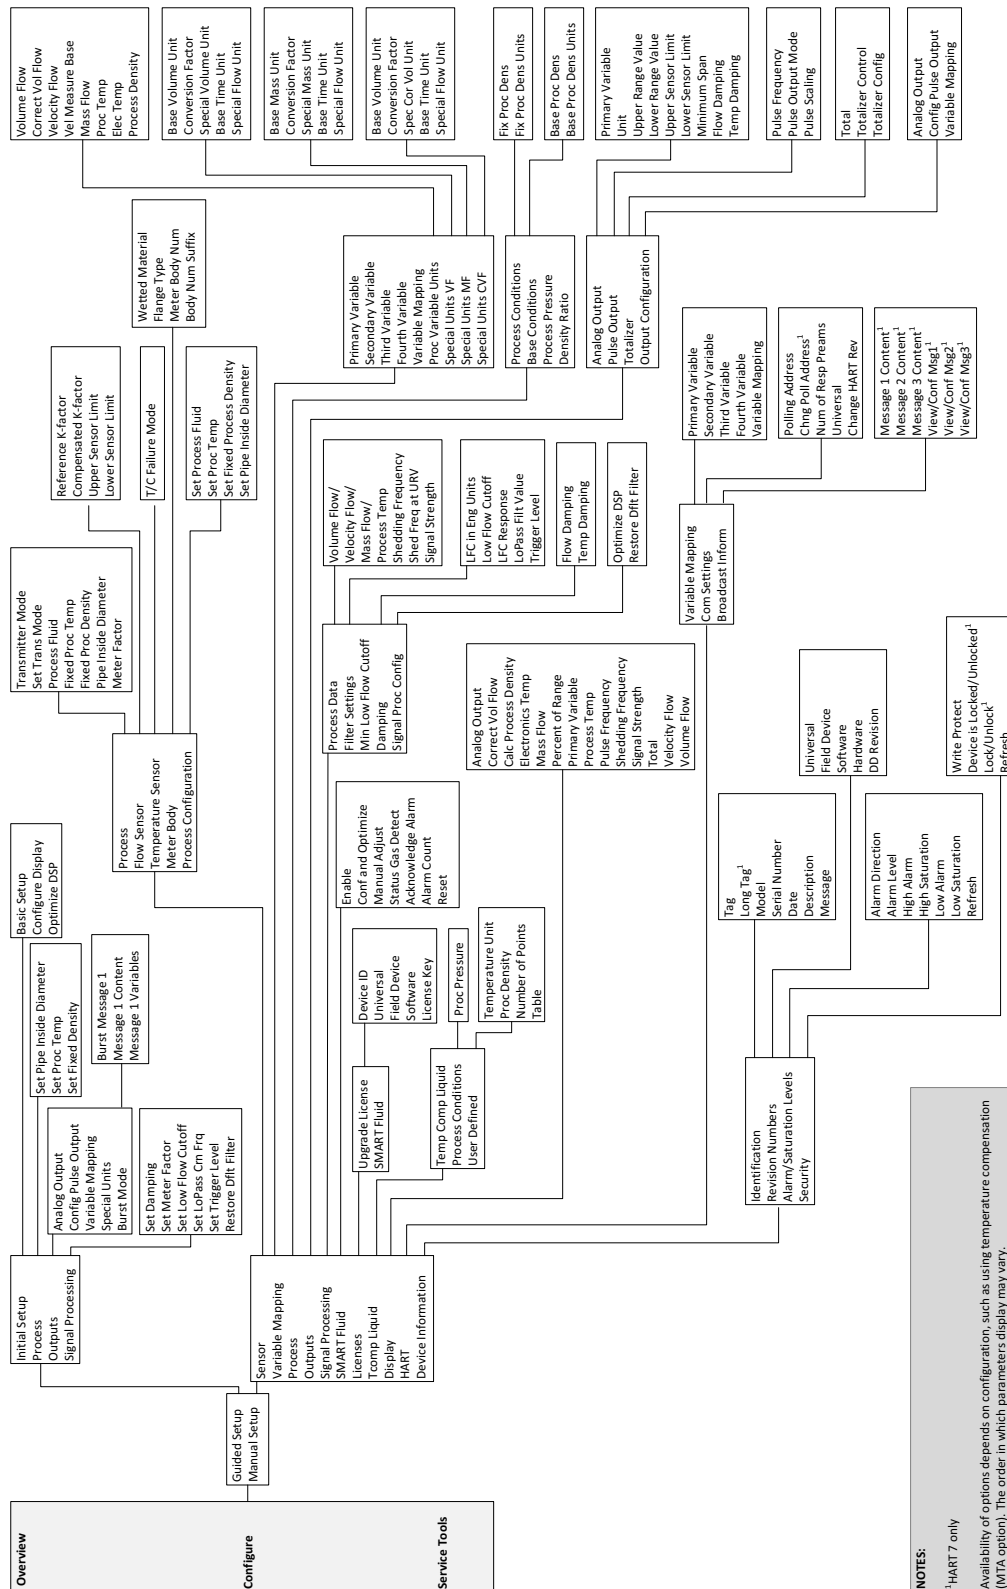 Overview
Configure
Service Tools
Guided Setup
Manual Setup
Initial Setup
Process
Outputs
Signal Processing
Basic Setup
Configure Display
Optimize DSP
Set Pipe Inside Diameter
Set Proc Temp
Set Fixed Density
Analog Output
Config Pulse Output
Variable Mapping
Special Units
Burst Mode
Burst Message 1
Message 1 Content
Message 1 Variables
Set Damping
Set Meter Factor
Set Low Flow Cutoff
Set LoPass Crn Frq
Set Trigger Level
Restore Dflt Filter
Sensor
Variable Mapping
Process
Outputs
Signal Processing
SMART Fluid
Licenses
Tcomp Liquid
Display
HART
Device Information
Process
Flow Sensor
Temperature Sensor
Meter Body
Process Configuration
Transmitter Mode
Set Trans Mode
Process Fluid
Fixed Proc Temp
Fixed Proc Density
Pipe Inside Diameter
Meter Factor
Reference K-factor
Compensated K-factor
Upper Sensor Limit
Lower Sensor Limit
T/C Failure Mode
Wetted Material
Flange Type
Meter Body Num
Body Num Suffix
Set Process Fluid
Set Proc Temp
Set Fixed Process Density
Set Pipe Inside Diameter
Primary Variable
Secondary Variable
Third Variable
Fourth Variable
Variable Mapping
Proc Variable Units
Special Units VF
Special Units MF
Special Units CVF
Volume Flow
Correct Vol Flow
Velocity Flow
Vel Measure Base
Mass Flow
Proc Temp
Elec Temp
Process Density
Base Volume Unit
Conversion Factor
Special Volume Unit
Base Time Unit
Special Flow Unit
Base Mass Unit
Conversion Factor
Special Mass Unit
Base Time Unit
Special Flow Unit
Base Volume Unit
Conversion Factor
Spec Cor Vol Unit
Base Time Unit
Special Flow Unit
Process Conditions
Base Conditions
Process Pressure
Density Ratio
Fix Proc Dens
Fix Proc Dens Units
Base Proc Dens
Base Proc Dens Units
Analog Output
Pulse Output
Totalizer
Output Configuration
Primary Variable
Unit
Upper Range Value
Lower Range Value
Upper Sensor Limit
Lower Sensor Limit
Minimum Span
Flow Damping
Temp Damping
Pulse Frequency
Pulse Output Mode
Pulse Scaling
Total
Totalizer Control
Totalizer Config
Analog Output
Config Pulse Output
Variable Mapping
Process Data
Filter Settings
Min Low Flow Cutoff
Damping
Signal Proc Config
Volume Flow/
Velocity Flow/
Mass Flow/
Process Temp
Shedding Frequency
Shed Freq at URV
Signal Strength
LFC in Eng Units
Low Flow Cutoff
LFC Response
LoPass Filt Value
Trigger Level
Flow Damping
Temp Damping
Optimize DSP
Restore Dflt Filter
Enable
Conf and Optimize
Manual Adjust
Status Gas Detect
Acknowledge Alarm
Alarm Count
Reset
Upgrade License
SMART Fluid
Device ID
Universal
Field Device
Software
License Key
Temp Comp Liquid
Process Conditions
User Defined
Proc Pressure
Temperature Unit
Proc Density
Number of Points
Table
Analog Output
Correct Vol Flow
Calc Process Density
Electronics Temp
Mass Flow
Percent of Range
Primary Variable
Process Temp
Pulse Frequency
Shedding Frequency
Signal Strength
Total
Velocity Flow
Volume Flow
Variable Mapping
Com Settings
Broadcast Inform
Primary Variable
Secondary Variable
Third Variable
Fourth Variable
Variable Mapping
Polling Address
Chng Poll Address¹
Num of Resp Preams
Universal
Change HART Rev
Message 1 Content¹
Message 2 Content¹
Message 3 Content¹
View/Conf Msg1¹
View/Conf Msg2¹
View/Conf Msg3¹
Identification
Revision Numbers
Alarm/Saturation Levels
Security
Tag
Long Tag¹
Model
Serial Number
Date
Description
Message
Universal
Field Device
Software
Hardware
DD Revision
Alarm Direction
Alarm Level
High Alarm
High Saturation
Low Alarm
Low Saturation
Refresh
Write Protect
Device is Locked/Unlocked¹
Lock/Unlock¹
Refresh
NOTES:
¹HART 7 only
Availability of options depends on configuration, such as using temperature compensation
(MTA option). The order in which parameters display may vary.